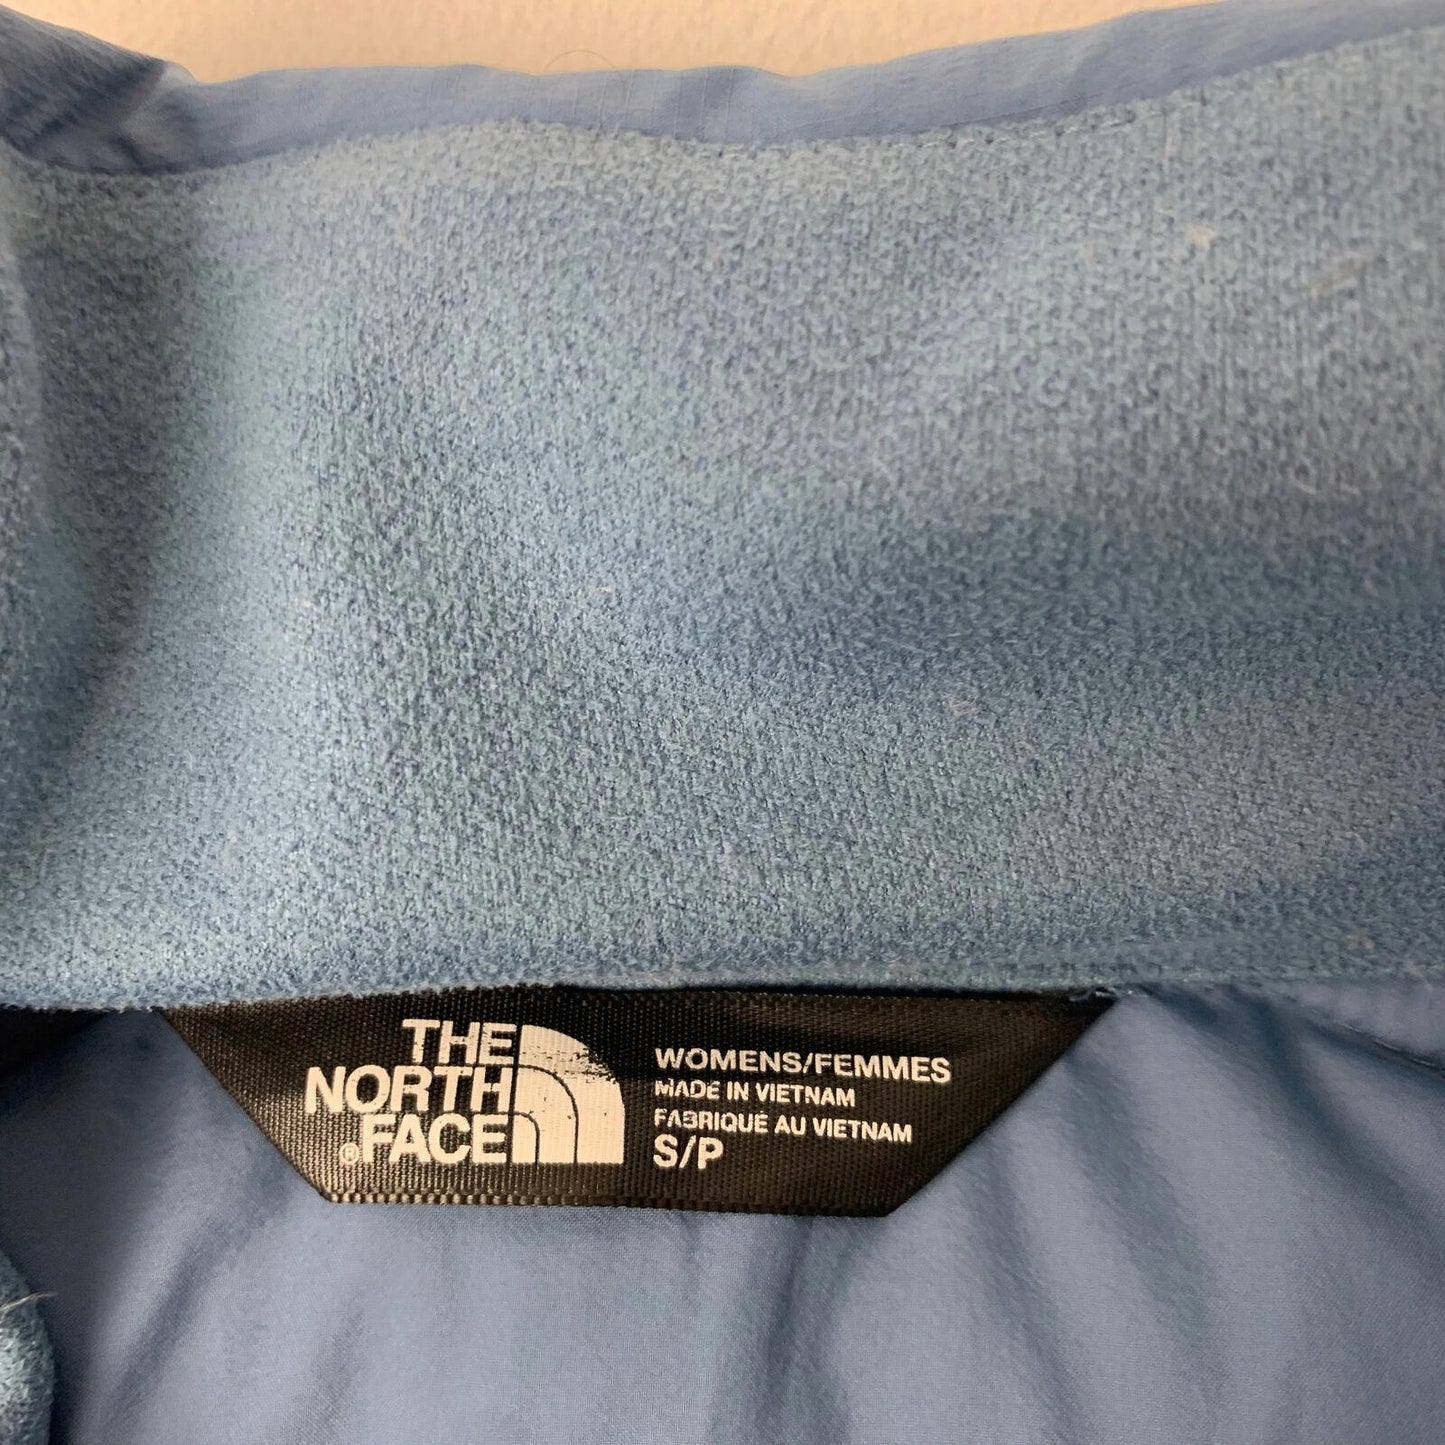 THE
NORTH
FACE
®
WOMENS/FEMMES
MADE IN VIETNAM
FABRIQUÉ AU VIETNAM
S/P